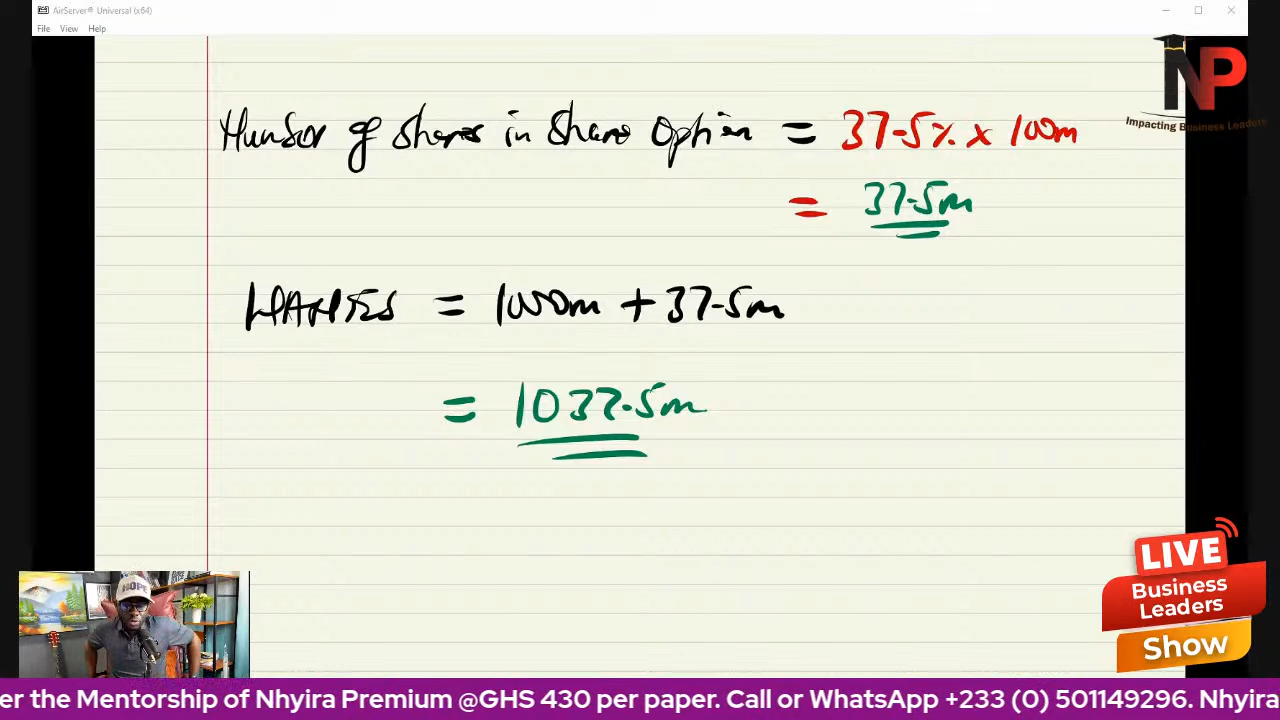 AirServer® Universal (x64)
File View Help
NP
Impacting Business Leaders
Number of shares in Share Option = 37.5% x 100m
= 37.5m
= 1000m + 37.5m
= 1037.5m
HOPE
LIVE
Business
Leaders
Show
er the Mentorship of Nhyira Premium @GHS 430 per paper. Call or WhatsApp +233 (0) 501149296. Nhyira